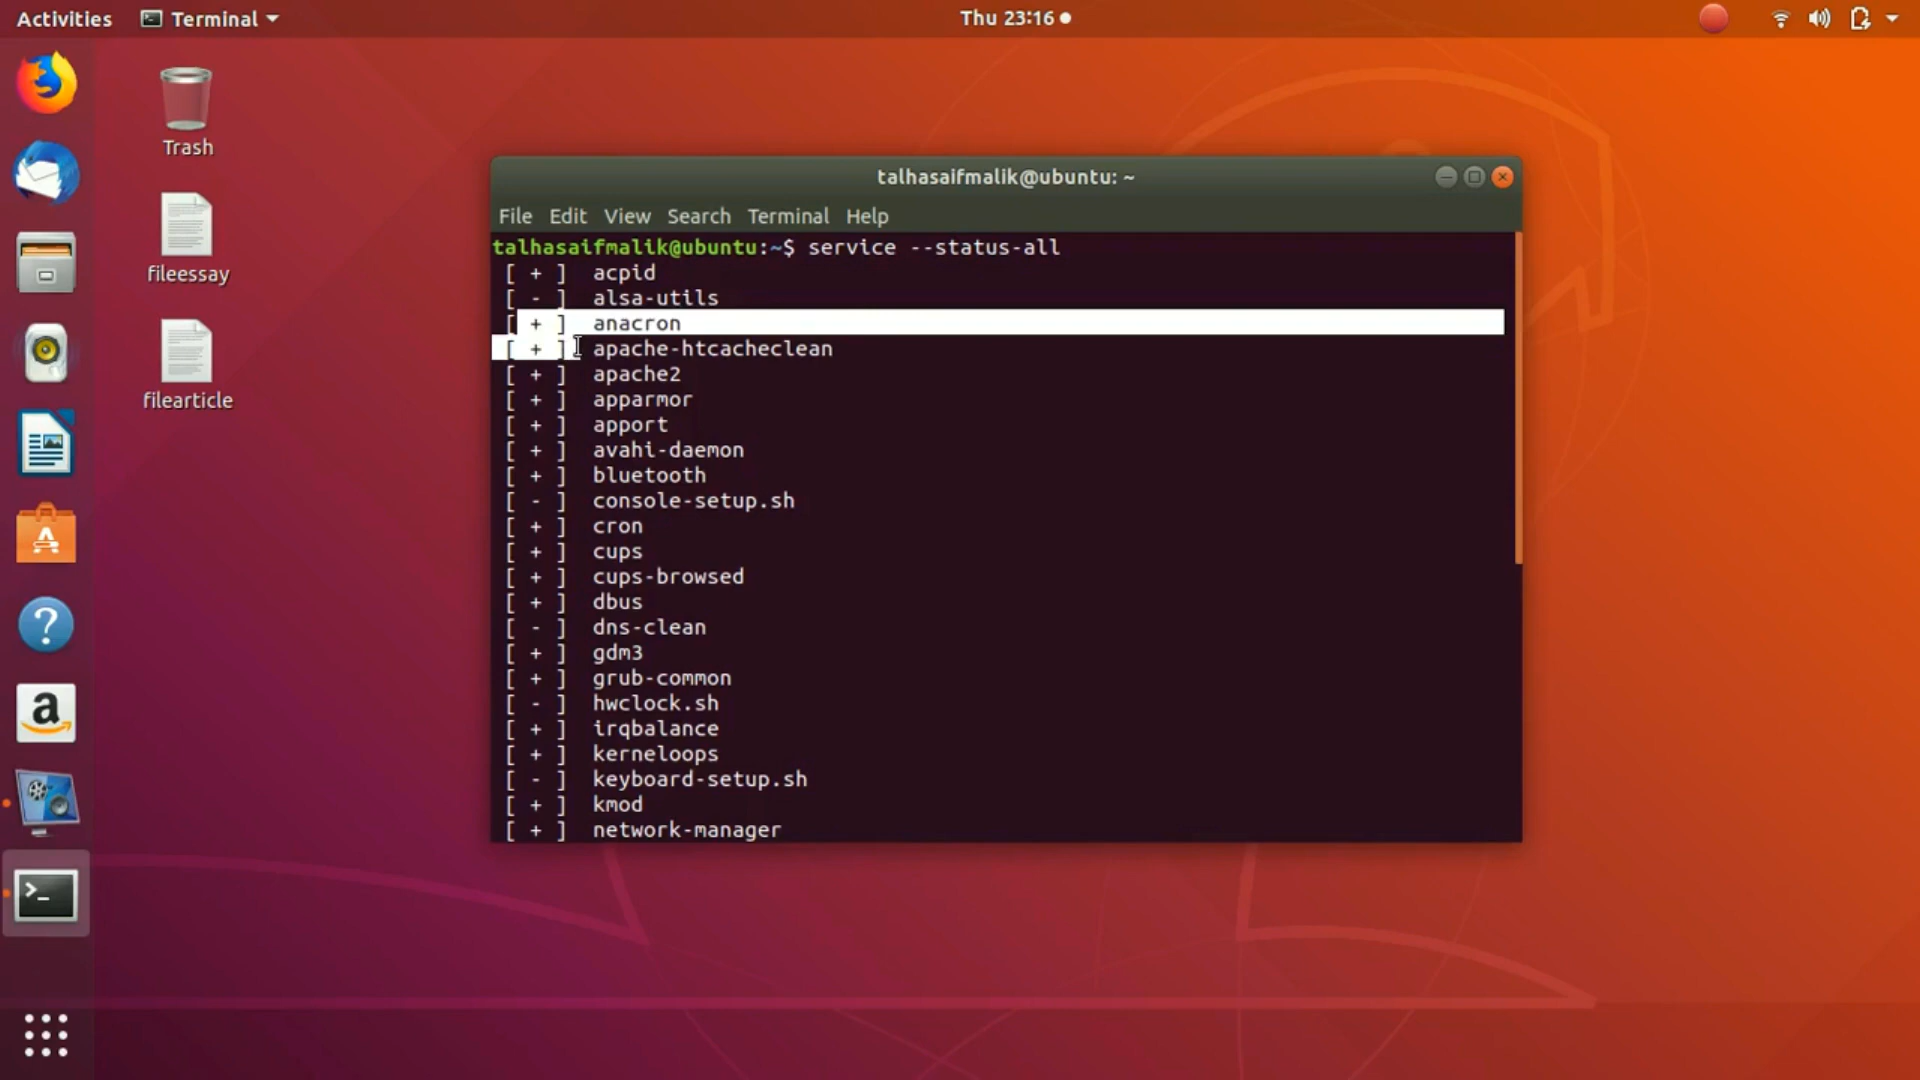 Activities Terminal Thu 23:16
Trash
fileessay
filearticle
talhasaifmalik@ubuntu: ~
File Edit View Search Terminal Help
talhasaifmalik@ubuntu:~$ service --status-all
[ + ] acpid
[ - ] alsa-utils
[ + ] anacron
[ + ] apache-htcacheclean
[ + ] apache2
[ + ] apparmor
[ + ] apport
[ + ] avahi-daemon
[ + ] bluetooth
[ - ] console-setup.sh
[ + ] cron
[ + ] cups
[ + ] cups-browsed
[ + ] dbus
[ - ] dns-clean
[ + ] gdm3
[ + ] grub-common
[ - ] hwclock.sh
[ + ] irqbalance
[ + ] kerneloops
[ - ] keyboard-setup.sh
[ + ] kmod
[ + ] network-manager